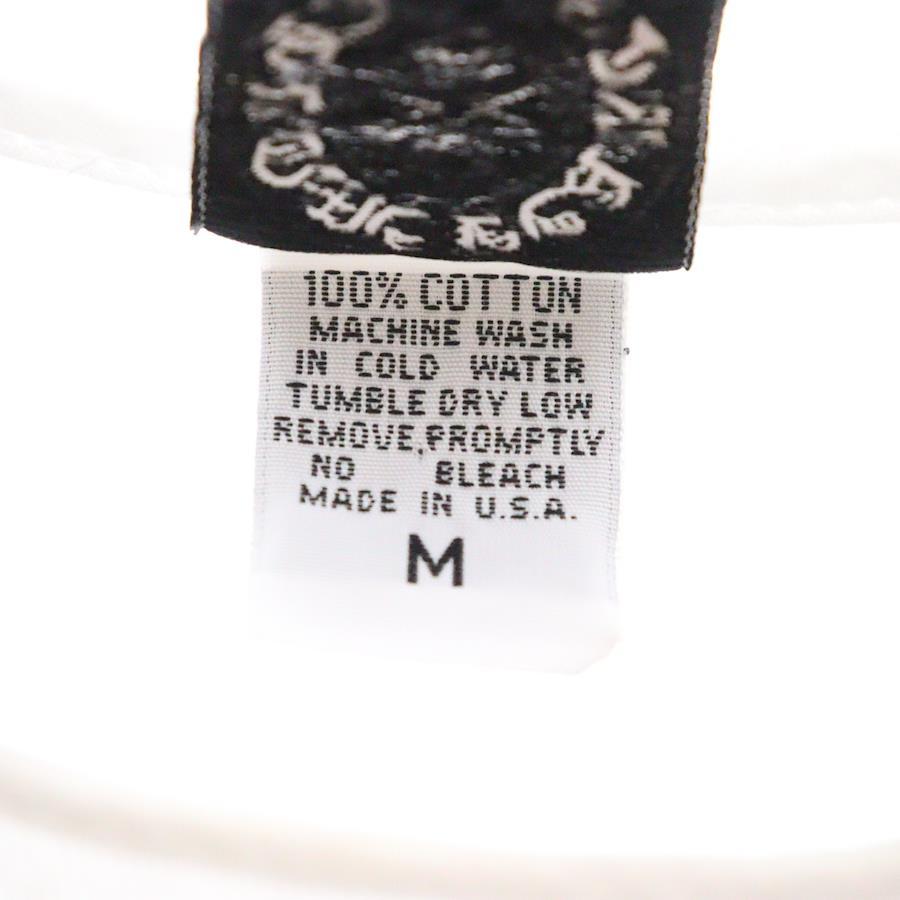 100% COTTON
MACHINE WASH
IN COLD WATER
TUMBLE DRY LOW
REMOVE, PROMPTLY
NO BLEACH
MADE IN U.S.A.
M